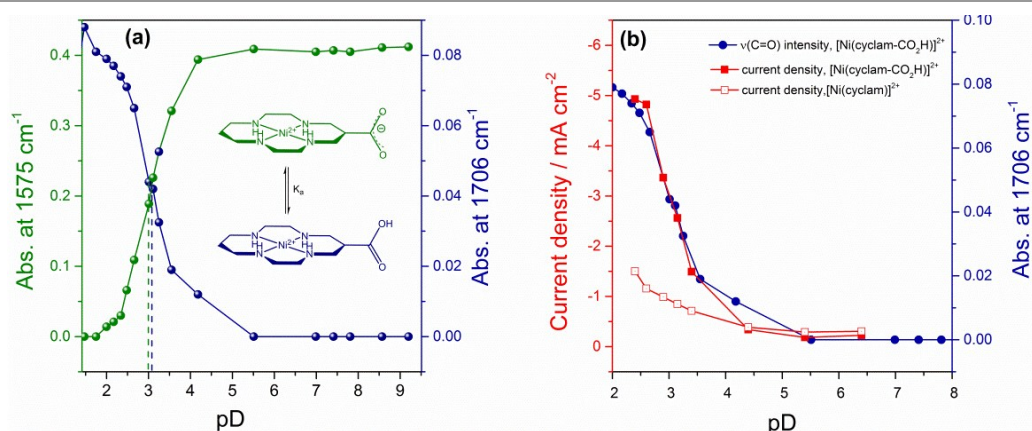 (a)
Abs. at 1575 cm⁻¹
0.4
0.3
0.2
0.1
0.0
2 3 4 5 6 7 8 9
pD
0.08
0.06
0.04
0.02
0.00
Abs. at 1706 cm⁻¹
N N
H H
Ni²⁺
H H
N N
O
⊖
O
Kₐ
N N
H H
Ni²⁺
H H
N N
OH
O
(b)
Current density / mA cm⁻²
-6
-5
-4
-3
-2
-1
0
2 3 4 5 6 7 8
pD
0.10
0.08
0.06
0.04
0.02
0.00
Abs. at 1706 cm⁻¹
ν(C=O) intensity, [Ni(cyclam-CO₂H)]²⁺
current density, [Ni(cyclam-CO₂H)]²⁺
current density,[Ni(cyclam)]²⁺